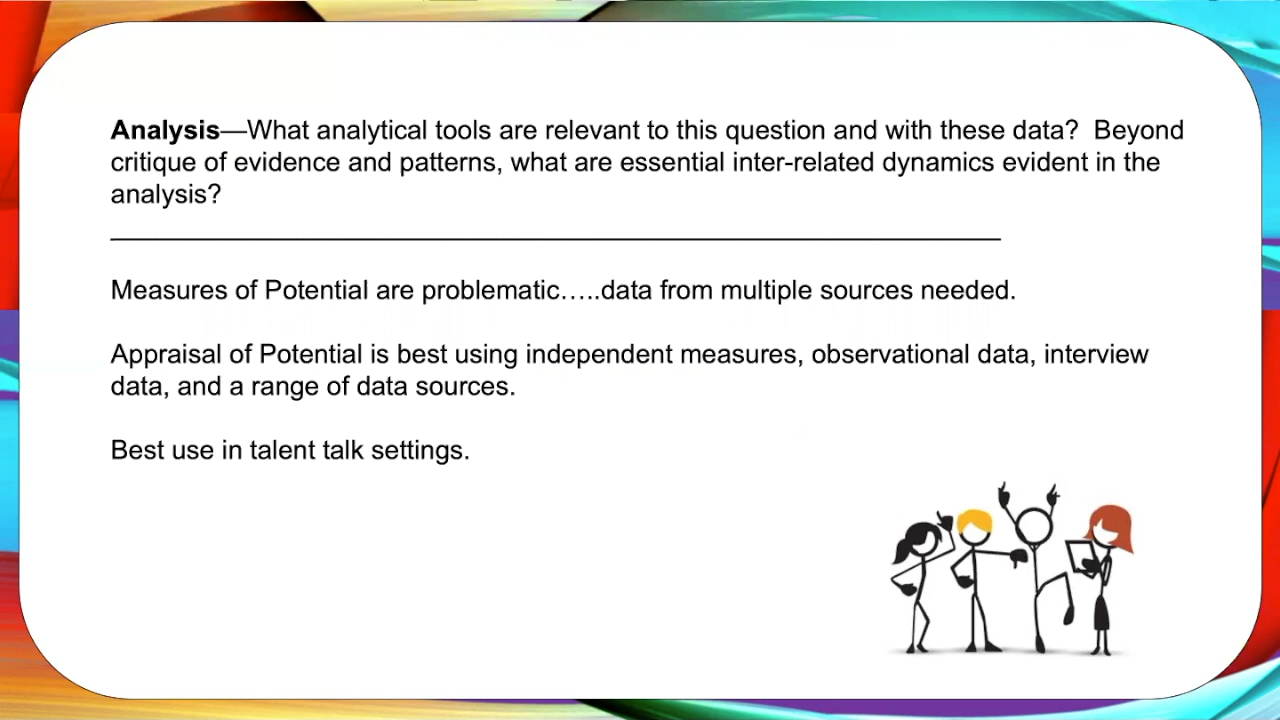 Analysis—What analytical tools are relevant to this question and with these data?  Beyond
critique of evidence and patterns, what are essential inter-related dynamics evident in the
analysis?
Measures of Potential are problematic…..data from multiple sources needed.
Appraisal of Potential is best using independent measures, observational data, interview
data, and a range of data sources.
Best use in talent talk settings.